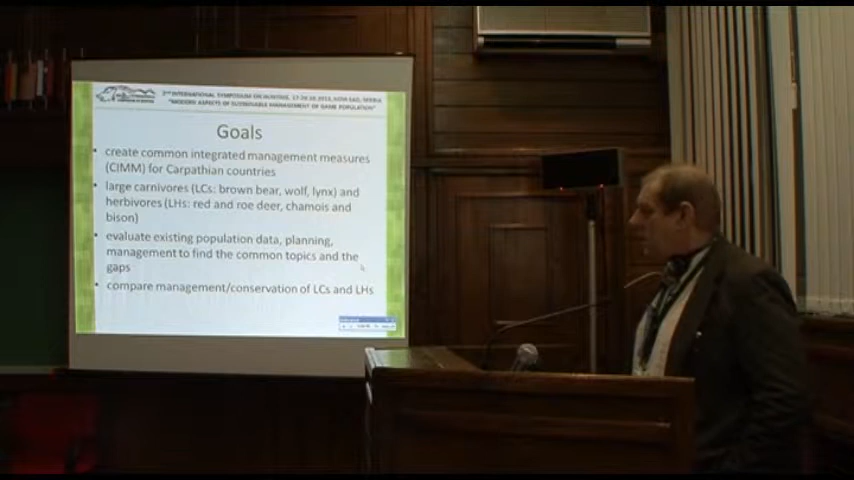 2nd INTERNATIONAL SYMPOSIUM ON HUNTING, 17-20.10.2013, NOVI SAD, SERBIA
"MODERN ASPECTS OF SUSTAINABLE MANAGEMENT OF GAME POPULATION"
Goals
• create common integrated management measures
(CIMM) for Carpathian countries
• large carnivores (LCs: brown bear, wolf, lynx) and
herbivores (LHs: red and roe deer, chamois and
bison)
• evaluate existing population data, planning,
management to find the common topics and the
gaps
• compare management/conservation of LCs and LHs